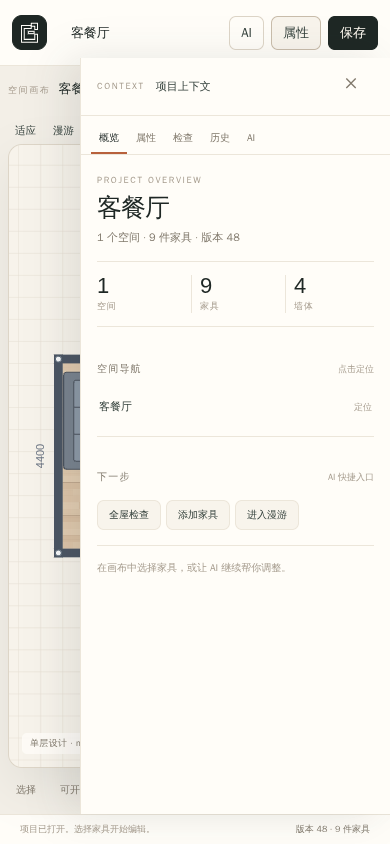 客餐厅
AI
属性
保存
空间画布
客餐
CONTEXT 项目上下文
适应
漫游
概览
属性
检查
历史
AI
PROJECT OVERVIEW
客餐厅
1 个空间 · 9 件家具 · 版本 48
1
空间
9
家具
4
墙体
空间导航
点击定位
客餐厅
定位
4400
下一步
AI 快捷入口
全屋检查
添加家具
进入漫游
在画布中选择家具，或让 AI 继续帮你调整。
单层设计 · m
选择
可开
项目已打开。选择家具开始编辑。
版本 48 · 9 件家具